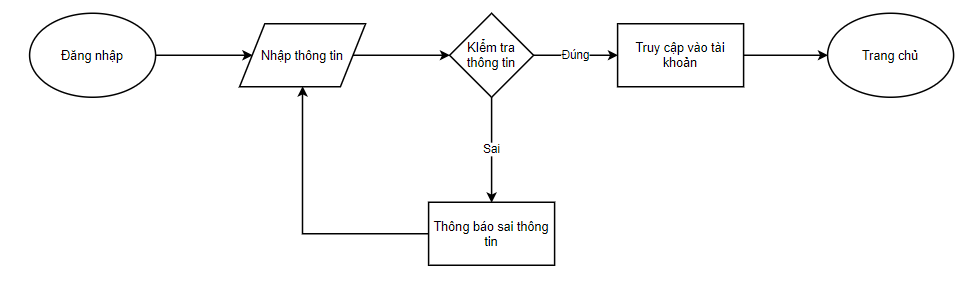 Đăng nhập
Nhập thông tin
Kiểm tra
thông tin
Đúng
Truy cập vào tài
khoản
Trang chủ
Sai
Thông báo sai thông
tin